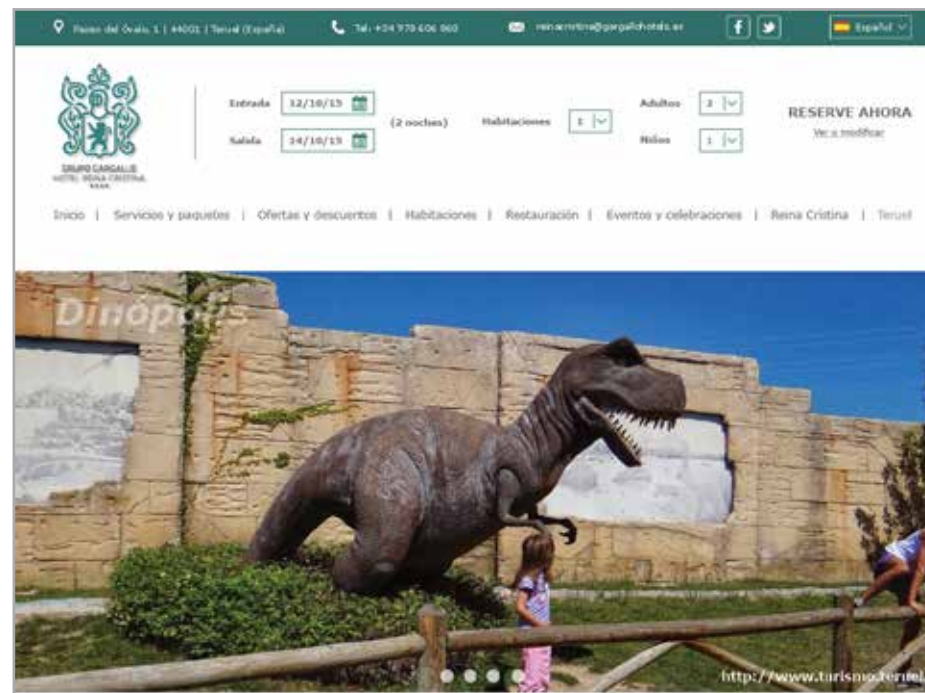 Paseo del Óvalo, 1 | 44001 | Teruel (España) Tel: +34 978 606 860 reinacristina@gargallohotels.es Español
Entrada 12/10/15 (2 noches) Habitaciones 1 Adultos 2 RESERVE AHORA
Salida 14/10/15 Niños 1 Ver o modificar
GRUPO GARGALLO
HOTEL REINA CRISTINA
Inicio | Servicios y paquetes | Ofertas y descuentos | Habitaciones | Restauración | Eventos y celebraciones | Reina Cristina | Teruel
Dinópolis
http://www.turismo.teruel